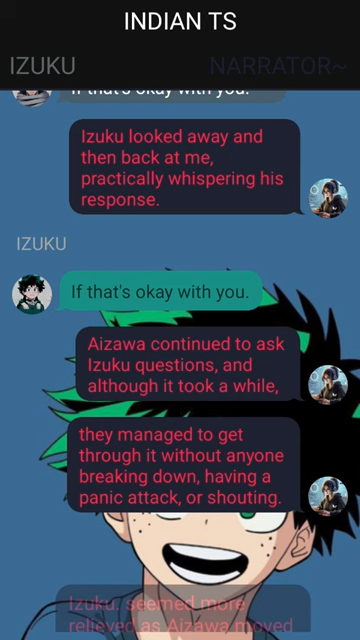 INDIAN TS
IZUKU
NARRATOR~
If that's okay with you.
Izuku looked away and
then back at me,
practically whispering his
response.
IZUKU
If that's okay with you.
Aizawa continued to ask
Izuku questions, and
although it took a while,
they managed to get
through it without anyone
breaking down, having a
panic attack, or shouting.
Izuku. seemed more
relieved as Aizawa moved